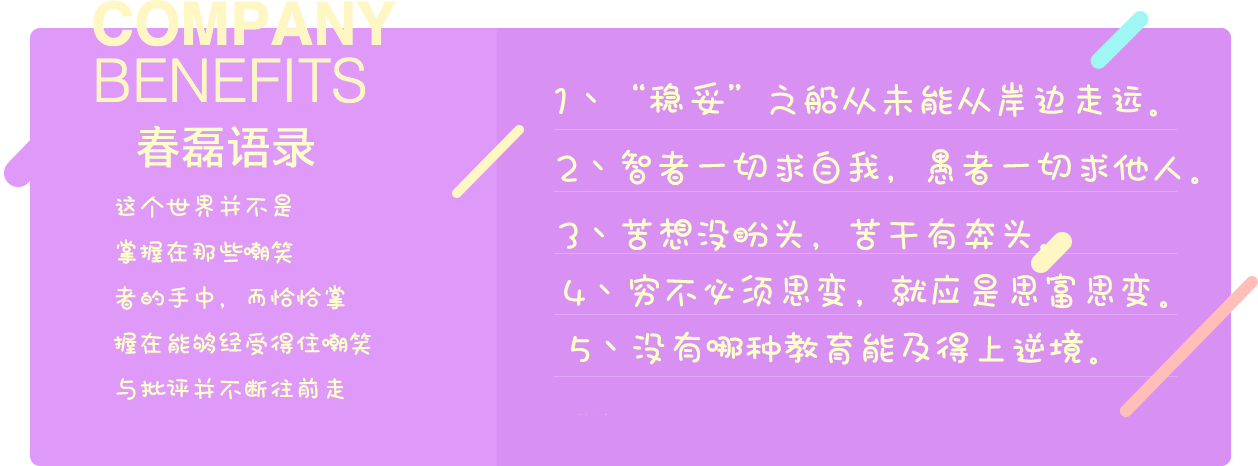 COMPANY
BENEFITS
春磊语录
这个世界并不是
掌握在那些嘲笑
者的手中，而恰恰掌
握在能够经受得住嘲笑
与批评并不断往前走
1、“稳妥”之船从未能从岸边走远。
2、智者一切求自我，愚者一切求他人。
3、苦想没盼头，苦干有奔头。
4、穷不必须思变，就应是思富思变。
5、没有哪种教育能及得上逆境。